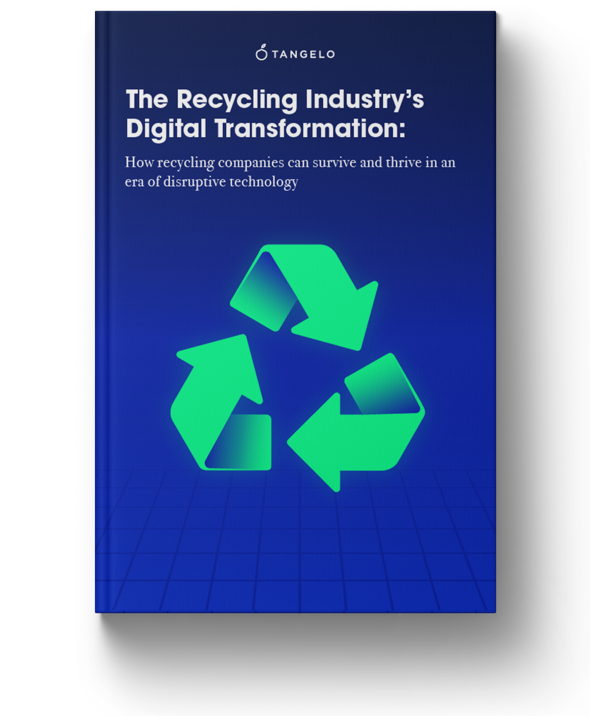 TANGELO
The Recycling Industry’s
Digital Transformation:
How recycling companies can survive and thrive in an
era of disruptive technology